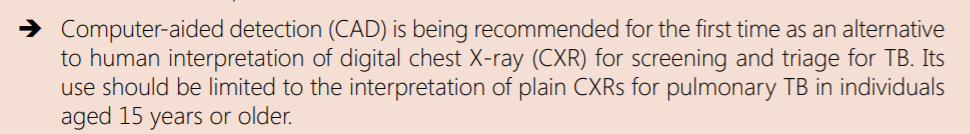 ➔ Computer-aided detection (CAD) is being recommended for the first time as an alternative
to human interpretation of digital chest X-ray (CXR) for screening and triage for TB. Its
use should be limited to the interpretation of plain CXRs for pulmonary TB in individuals
aged 15 years or older.